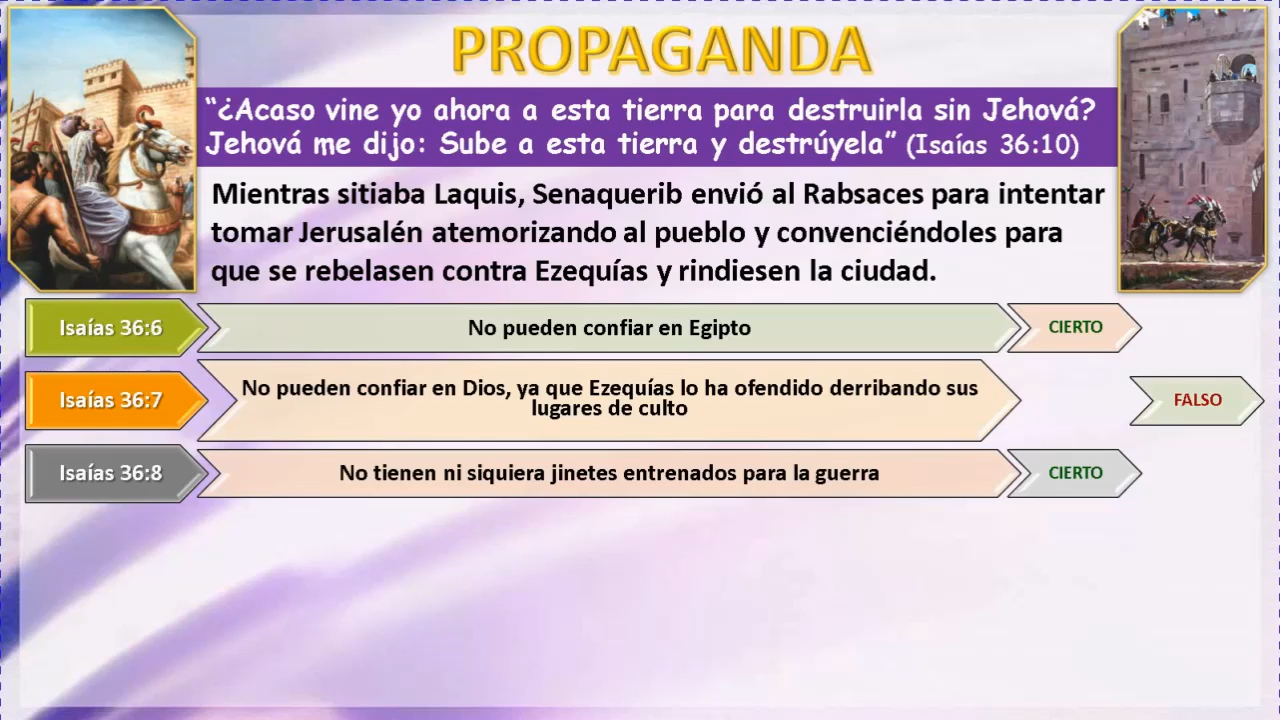 PROPAGANDA
“¿Acaso vine yo ahora a esta tierra para destruirla sin Jehová?
Jehová me dijo: Sube a esta tierra y destrúyela” (Isaías 36:10)
Mientras sitiaba Laquis, Senaquerib envió al Rabsaces para intentar
tomar Jerusalén atemorizando al pueblo y convenciéndoles para
que se rebelasen contra Ezequías y rindiesen la ciudad.
Isaías 36:6
No pueden confiar en Egipto
CIERTO
Isaías 36:7
No pueden confiar en Dios, ya que Ezequías lo ha ofendido derribando sus
lugares de culto
FALSO
Isaías 36:8
No tienen ni siquiera jinetes entrenados para la guerra
CIERTO